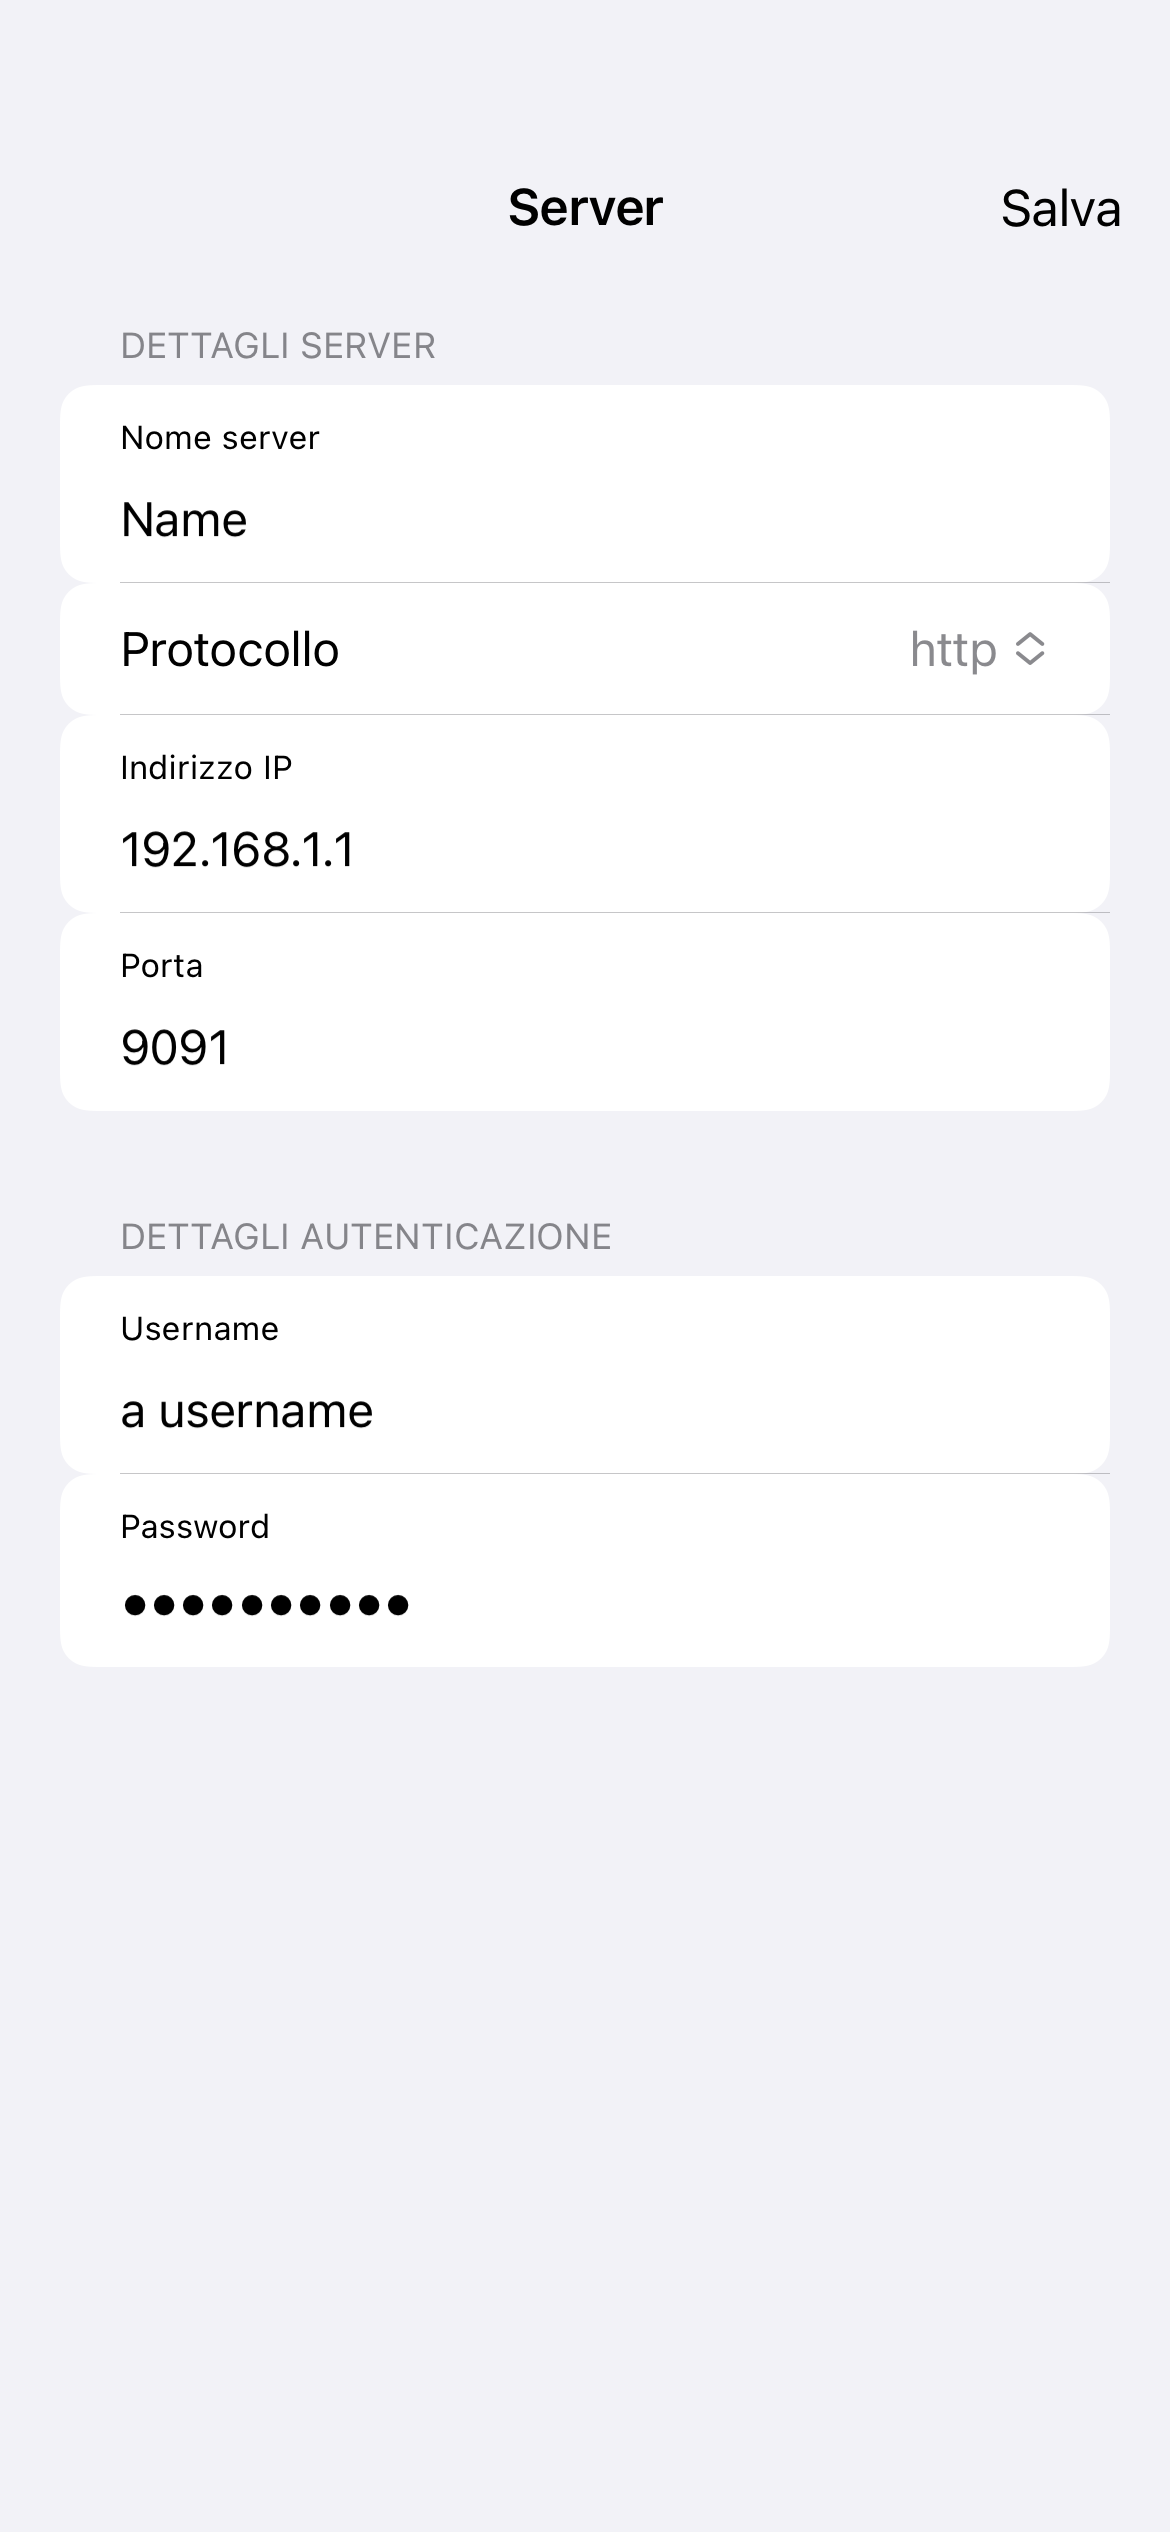 Server
Salva
DETTAGLI SERVER
Nome server
Name
Protocollo
http
Indirizzo IP
192.168.1.1
Porta
9091
DETTAGLI AUTENTICAZIONE
Username
a username
Password
●●●●●●●●●●